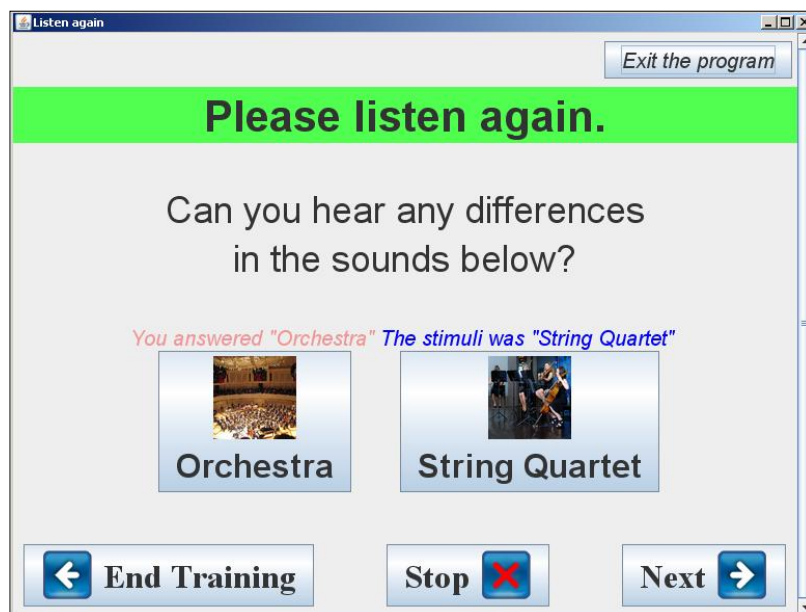 Listen again
Exit the program
Please listen again.
Can you hear any differences
in the sounds below?
You answered "Orchestra" The stimuli was "String Quartet"
Orchestra String Quartet
End Training Stop Next